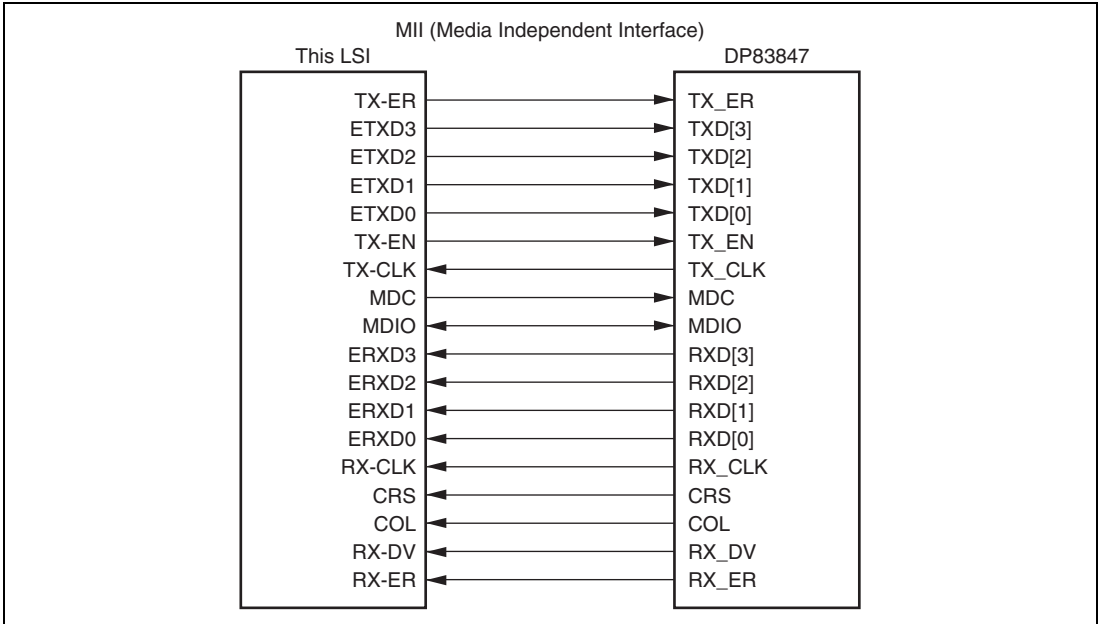 MII (Media Independent Interface)
This LSI DP83847
TX-ER TX_ER
ETXD3 TXD[3]
ETXD2 TXD[2]
ETXD1 TXD[1]
ETXD0 TXD[0]
TX-EN TX_EN
TX-CLK TX_CLK
MDC MDC
MDIO MDIO
ERXD3 RXD[3]
ERXD2 RXD[2]
ERXD1 RXD[1]
ERXD0 RXD[0]
RX-CLK RX_CLK
CRS CRS
COL COL
RX-DV RX_DV
RX-ER RX_ER